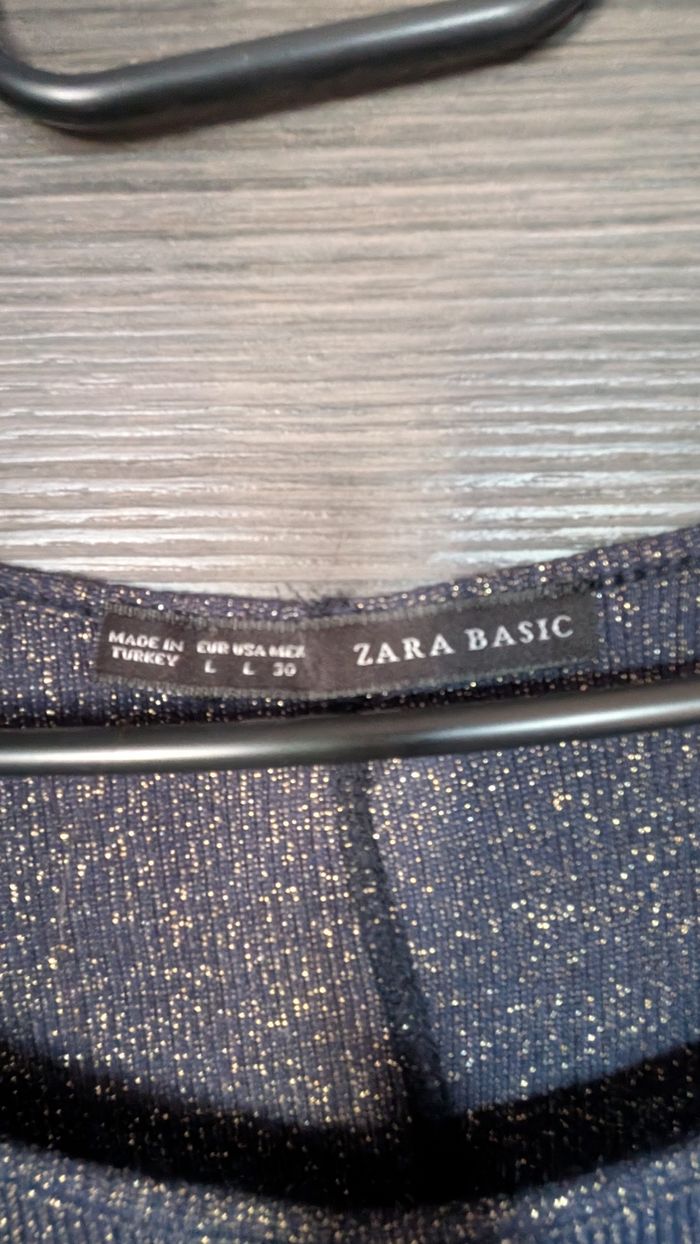 MADE IN
TURKEY
EUR USA MEX
L L 30
ZARA BASIC